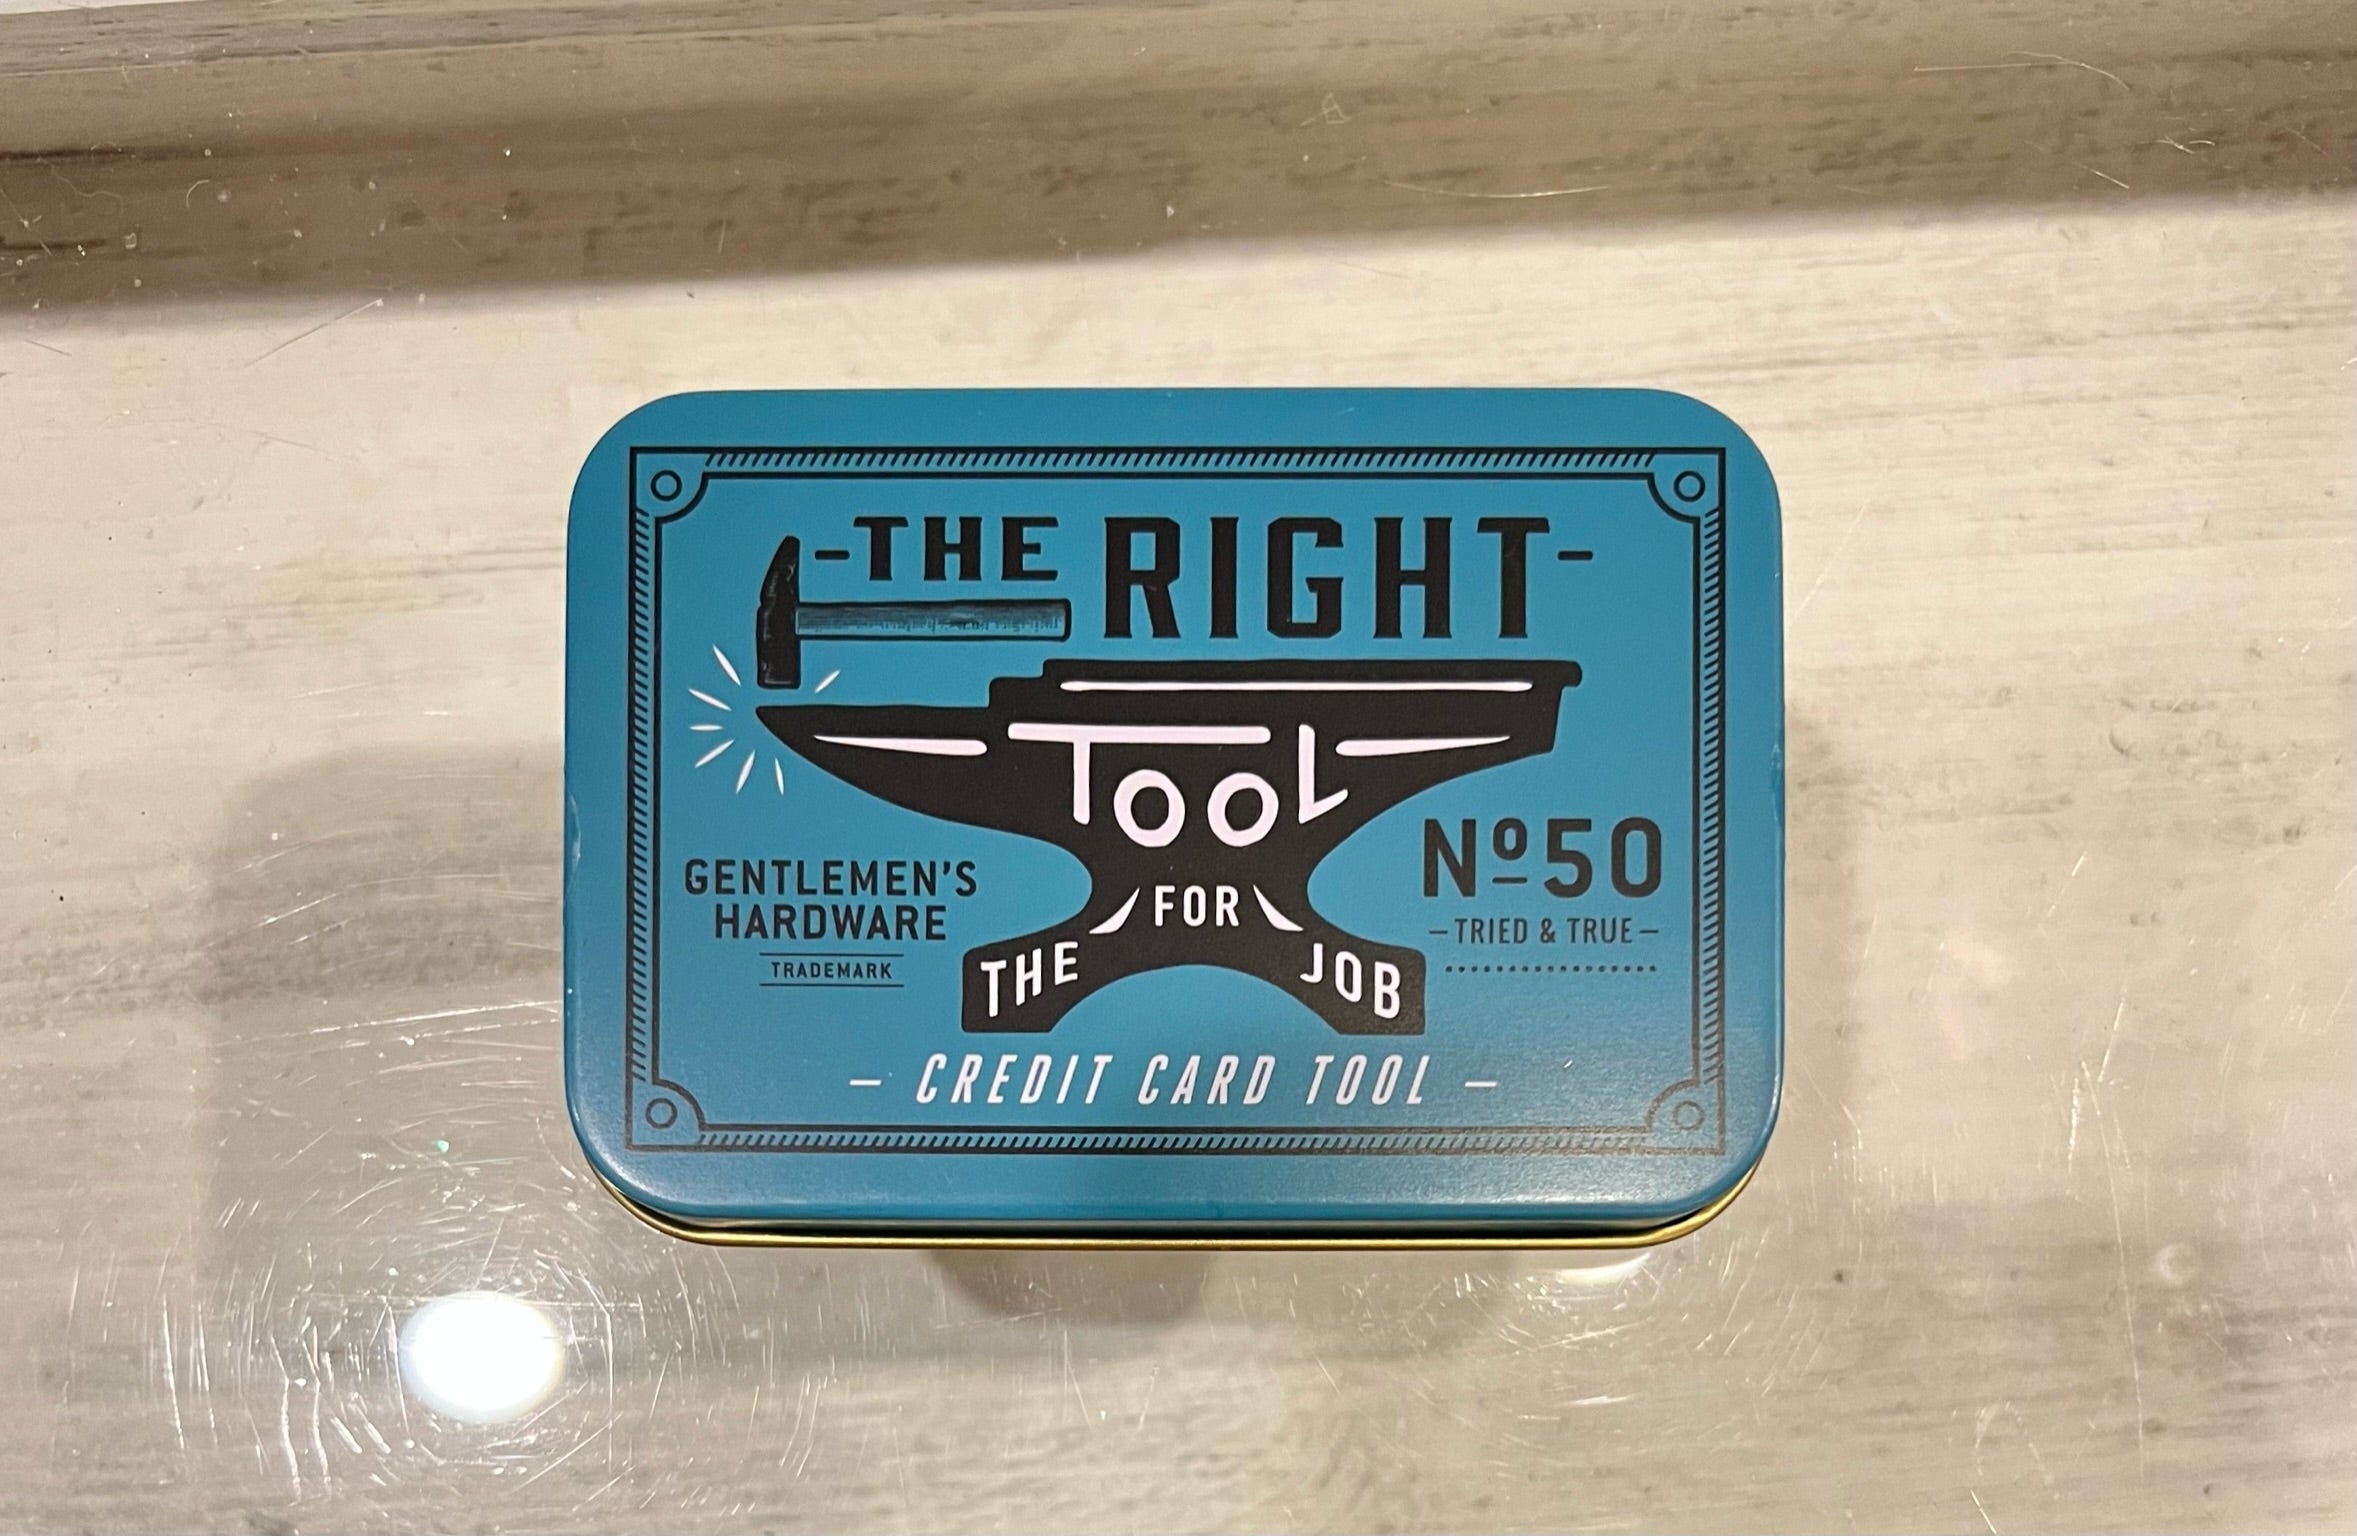 -THE RIGHT-
TOOL
FOR
THE JOB
GENTLEMEN'S
HARDWARE
TRADEMARK
Nº50
-TRIED & TRUE-
- CREDIT CARD TOOL -